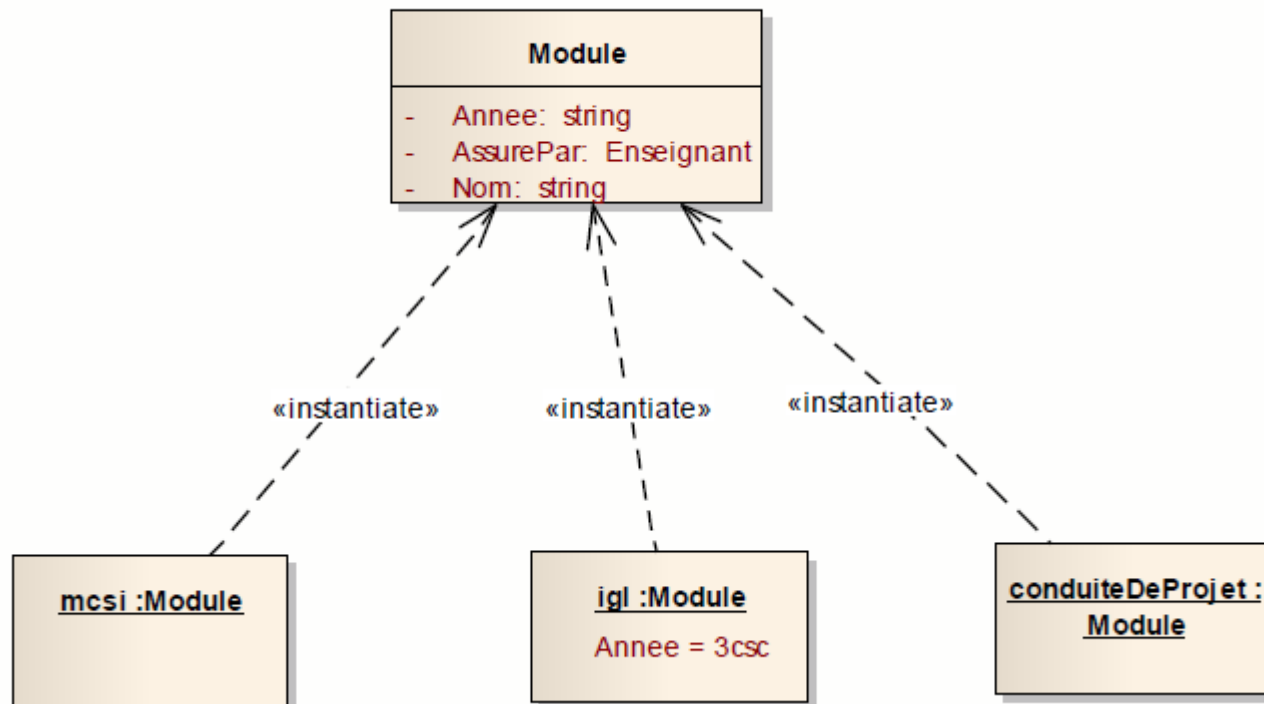 Module
- Annee: string
- AssurePar: Enseignant
- Nom: string
«instantiate»
«instantiate»
«instantiate»
mcsi :Module
igl :Module
Annee = 3csc
conduiteDeProjet :
Module